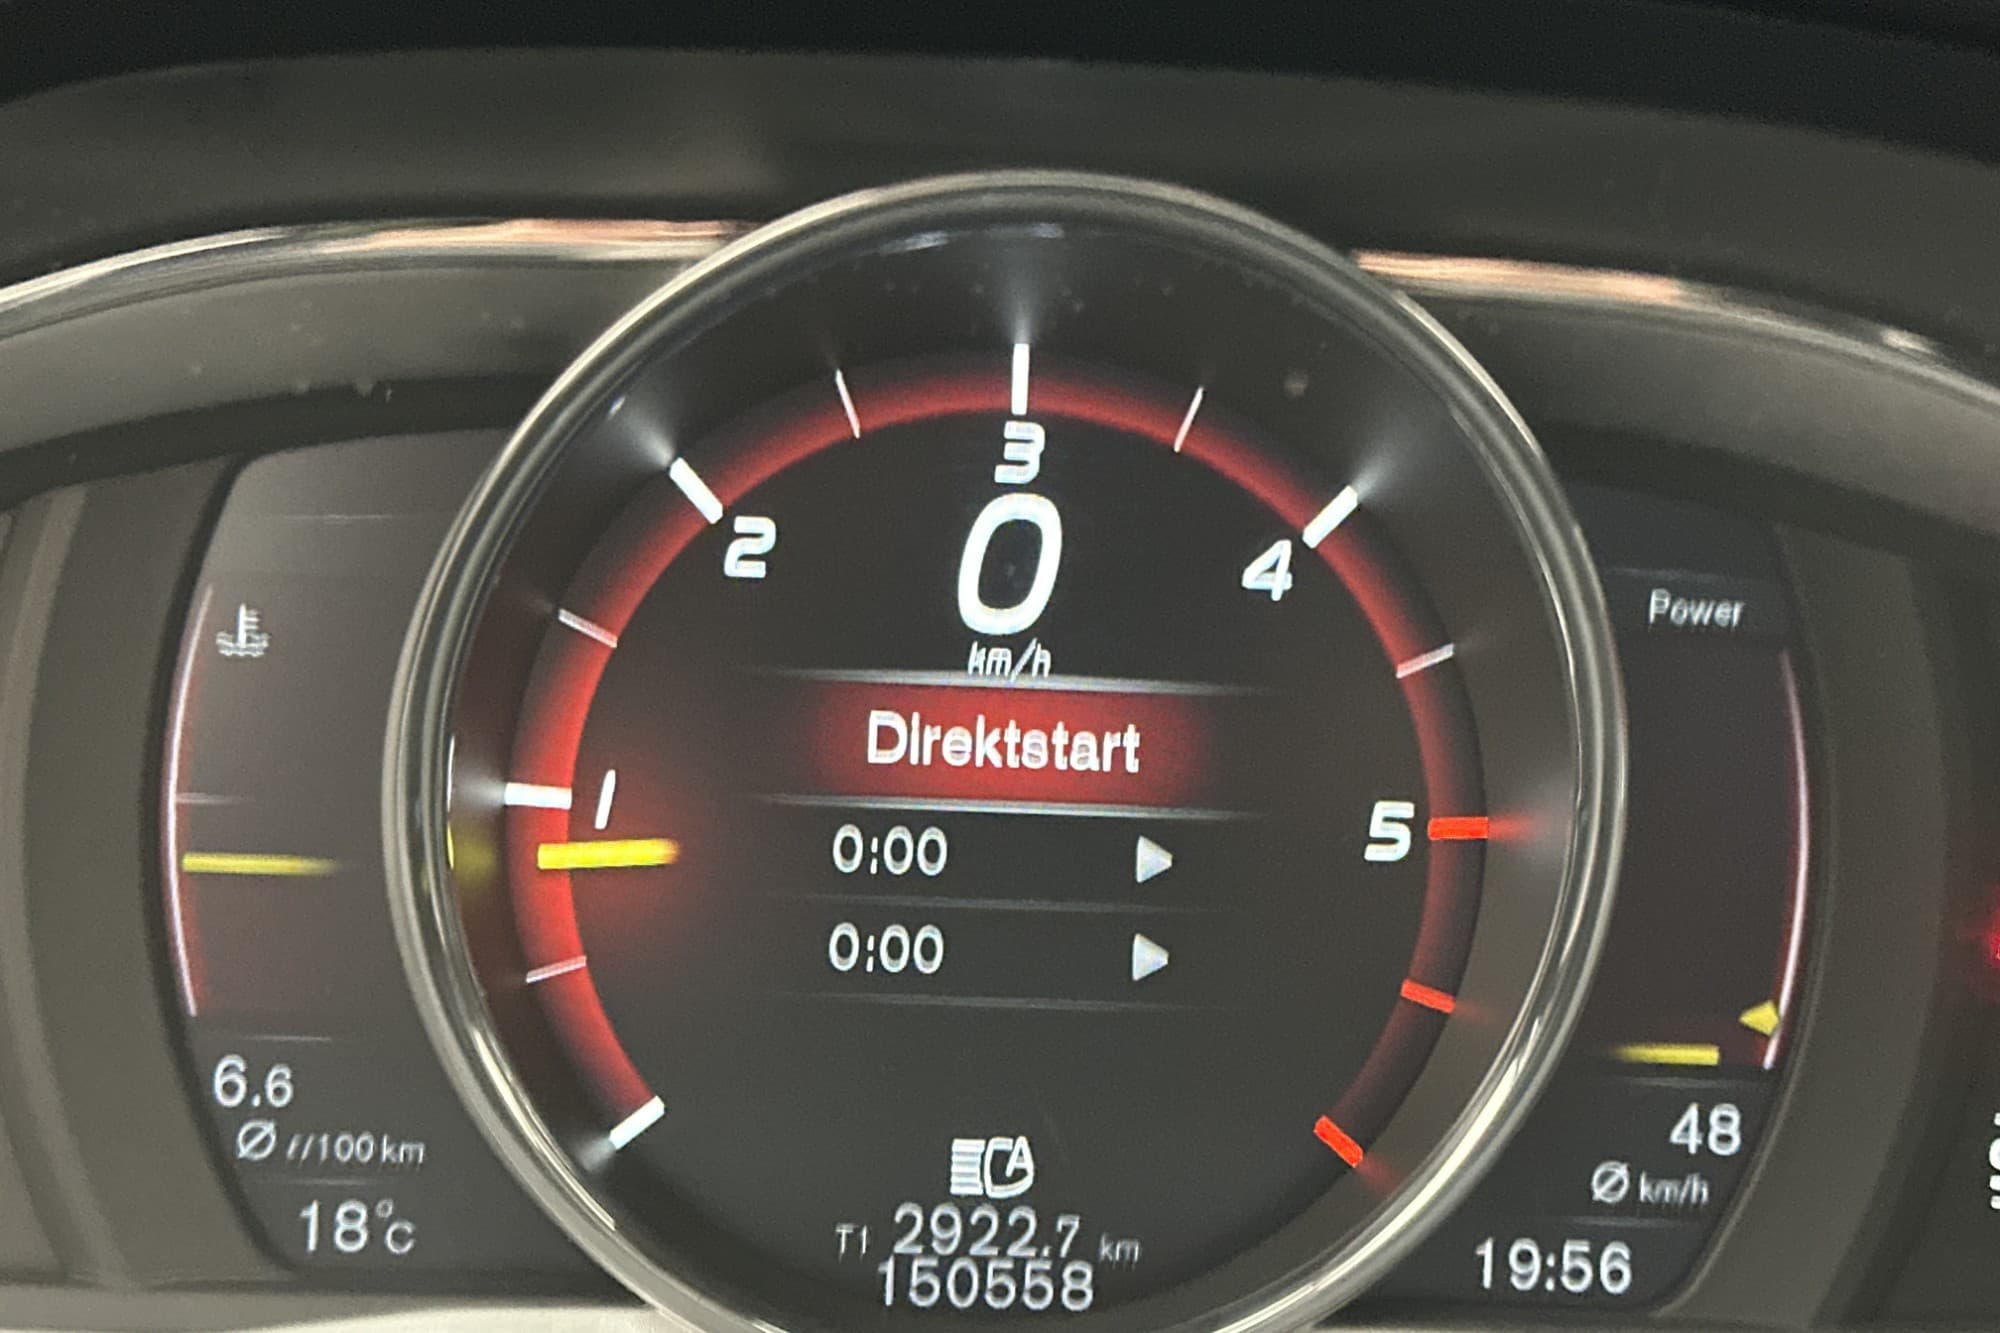 3
2
4
0
km/h
Power
Direktstart
1
5
0:00
0:00
6.6
Ø l/100 km
18°C
48
Ø km/h
19:56
T1 2922.7 km
150558